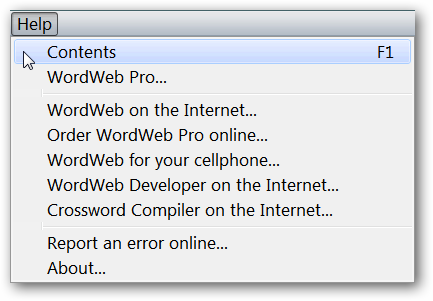 Help
Contents F1
WordWeb Pro...
WordWeb on the Internet...
Order WordWeb Pro online...
WordWeb for your cellphone...
WordWeb Developer on the Internet...
Crossword Compiler on the Internet...
Report an error online...
About...